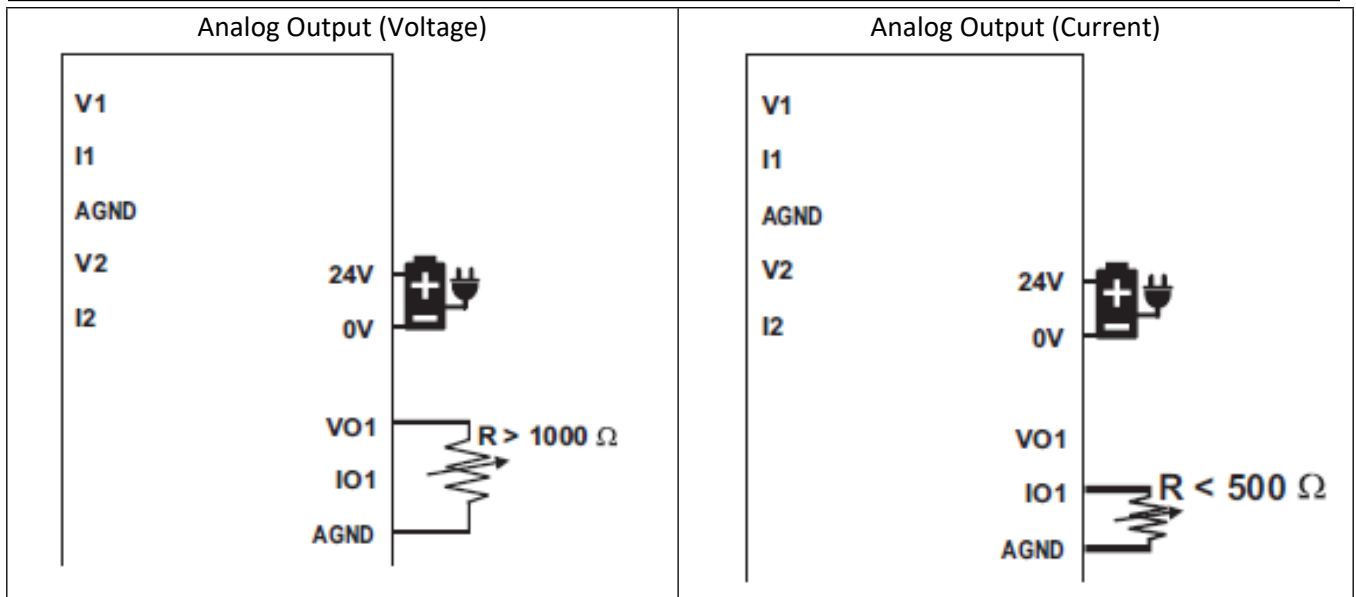 Analog Output (Voltage)
V1
I1
AGND
V2
I2
24V
0V
VO1
IO1
AGND
R > 1000 Ω
Analog Output (Current)
V1
I1
AGND
V2
I2
24V
0V
VO1
IO1
AGND
R < 500 Ω